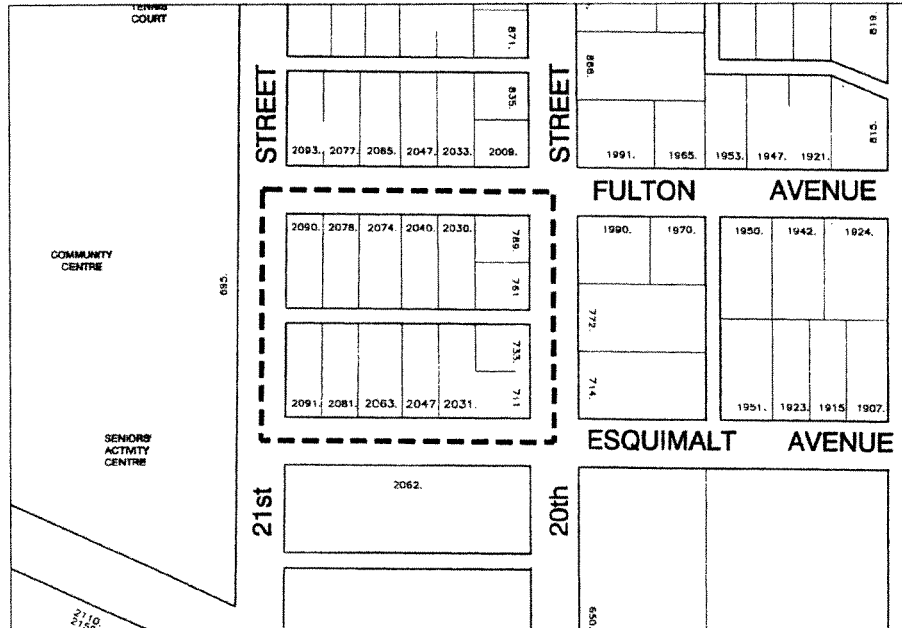 TENNIS
COURT
871.
866.
619
STREET
STREET
835.
2093. 2077. 2085. 2047. 2033. 2009.
1991. 1965. 1953. 1947. 1921.
FULTON AVENUE
2090. 2078. 2074. 2040. 2030.
789
1990. 1970. 1950. 1942. 1924.
COMMUNITY
CENTRE
695.
761
772.
733.
714.
711
2091. 2081. 2063. 2047 2031.
1951. 1923. 1915 1907.
ESQUIMALT AVENUE
SENIORS'
ACTIVITY
CENTRE
2062.
21st
20th
650.
2110.